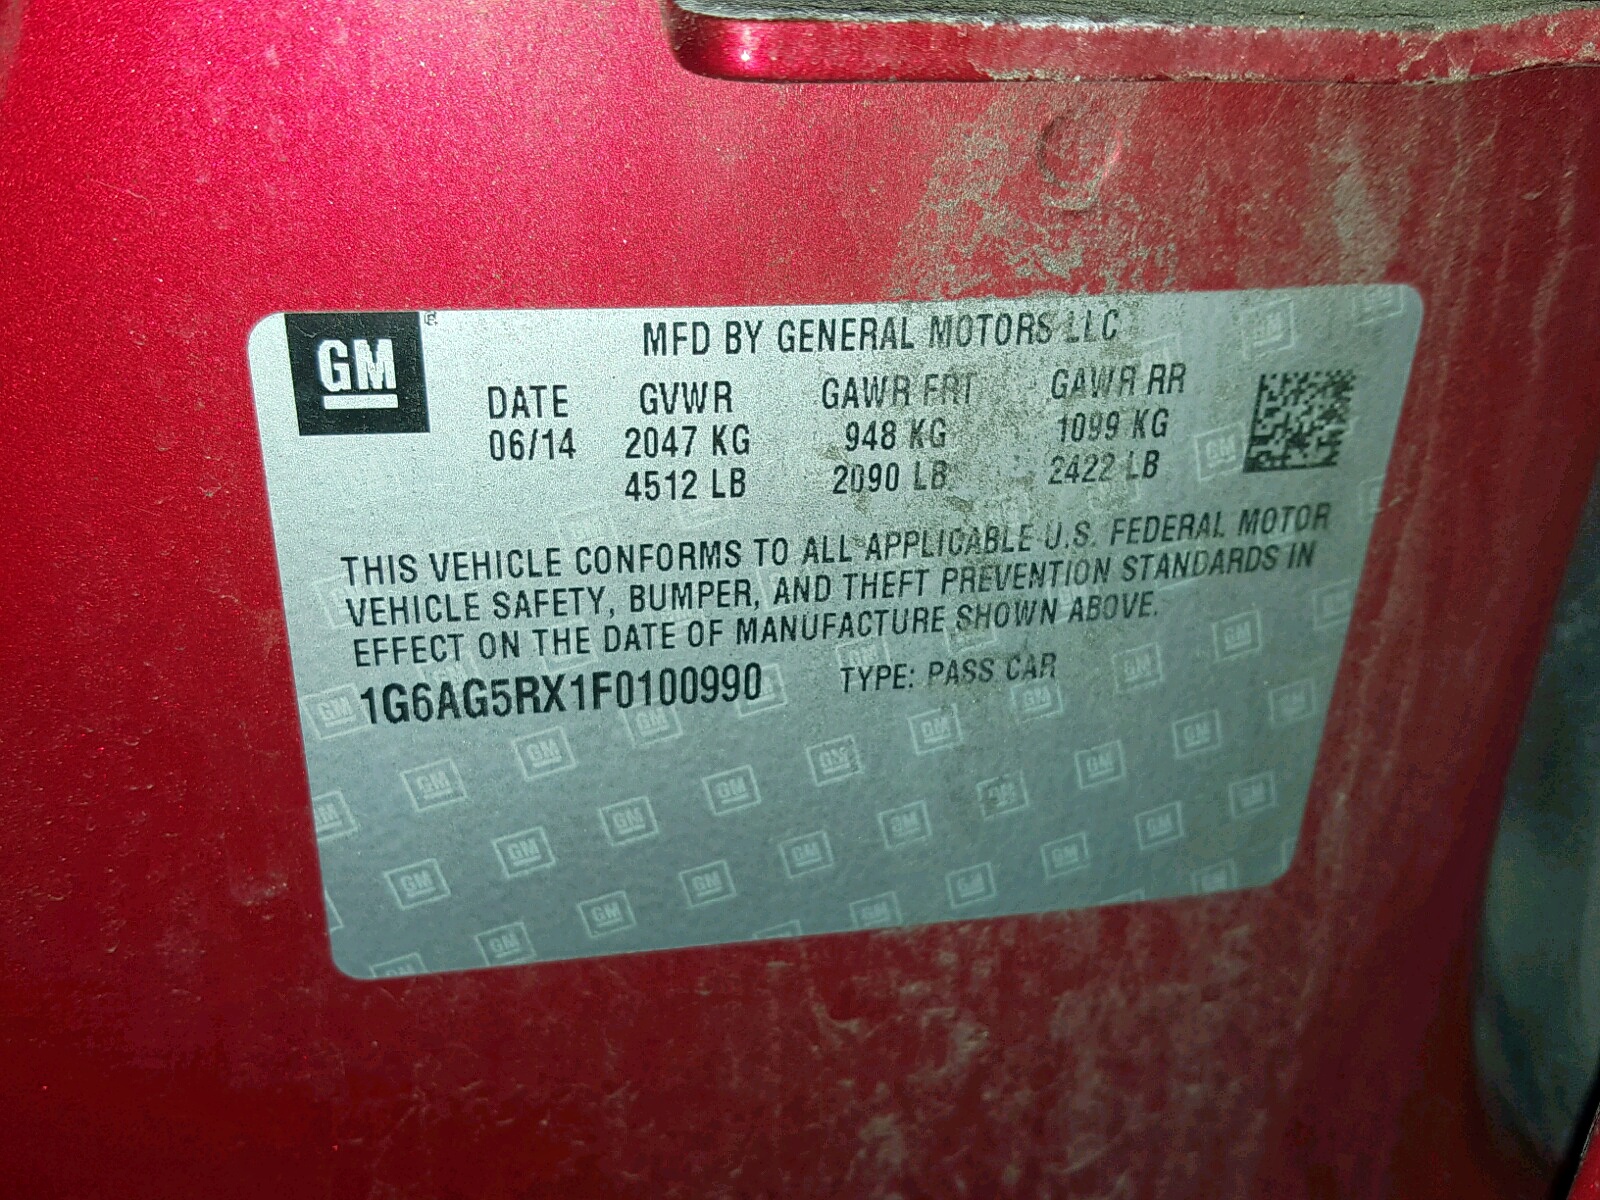 GM
®
MFD BY GENERAL MOTORS LLC
DATE GVWR GAWR FRT GAWR RR
06/14 2047 KG 948 KG 1099 KG
4512 LB 2090 LB 2422 LB
THIS VEHICLE CONFORMS TO ALL APPLICABLE U.S. FEDERAL MOTOR
VEHICLE SAFETY, BUMPER, AND THEFT PREVENTION STANDARDS IN
EFFECT ON THE DATE OF MANUFACTURE SHOWN ABOVE.
1G6AG5RX1F0100990 TYPE: PASS CAR